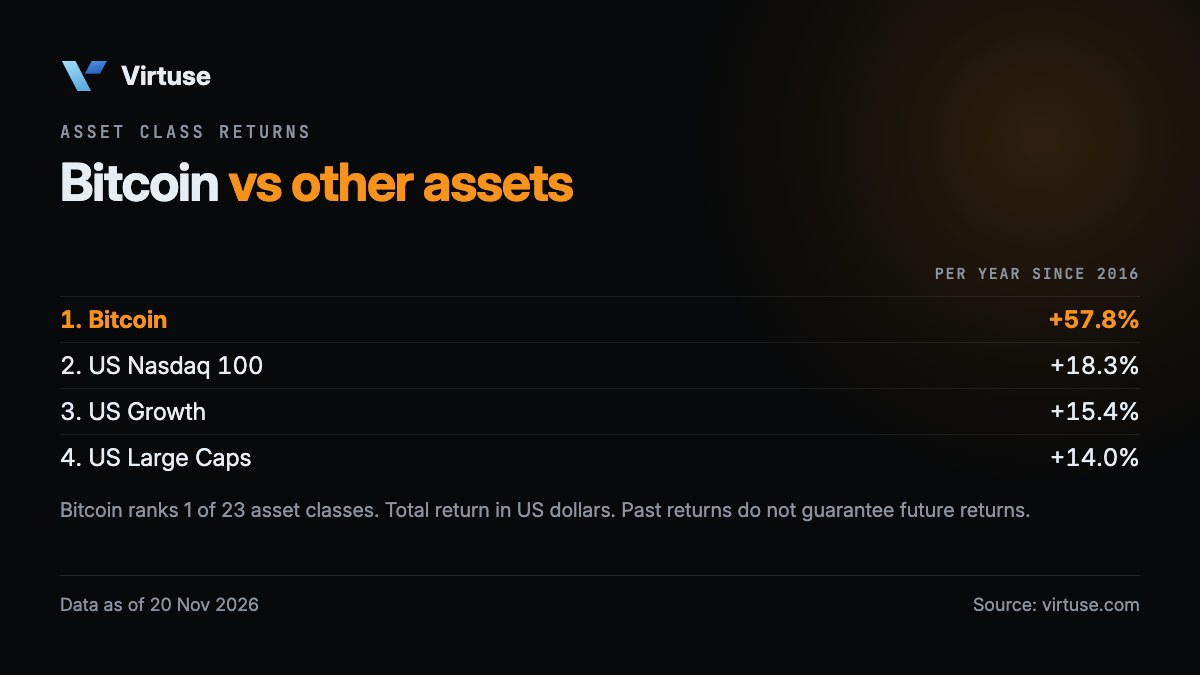 Virtuse
ASSET CLASS RETURNS
Bitcoin vs other assets
PER YEAR SINCE 2016
1. Bitcoin +57.8%
2. US Nasdaq 100 +18.3%
3. US Growth +15.4%
4. US Large Caps +14.0%
Bitcoin ranks 1 of 23 asset classes. Total return in US dollars. Past returns do not guarantee future returns.
Data as of 20 Nov 2026 Source: virtuse.com